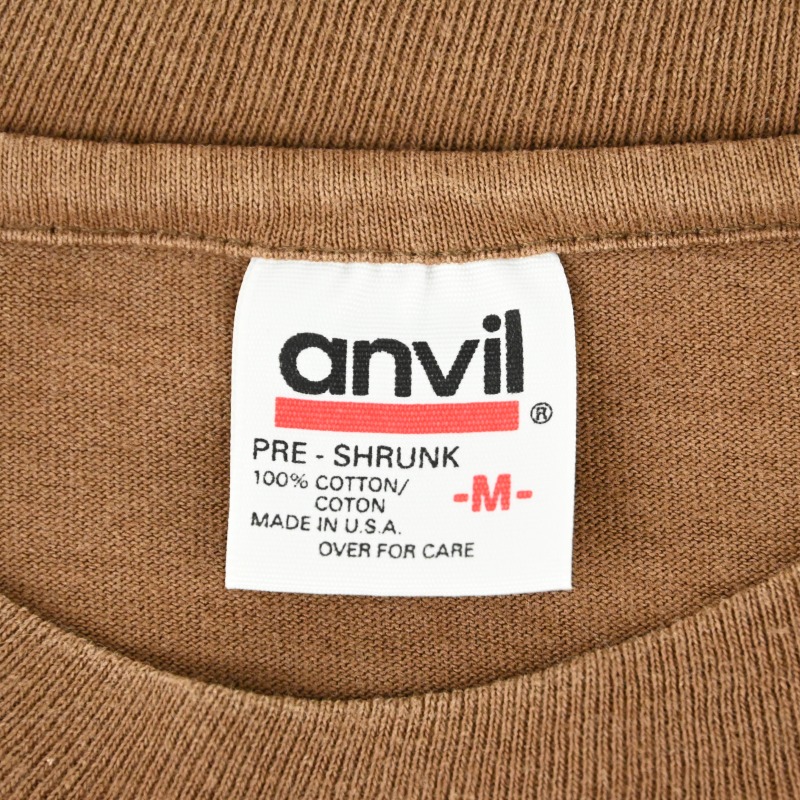 anvil®
PRE - SHRUNK
100% COTTON/
COTON
-M-
MADE IN U.S.A.
OVER FOR CARE